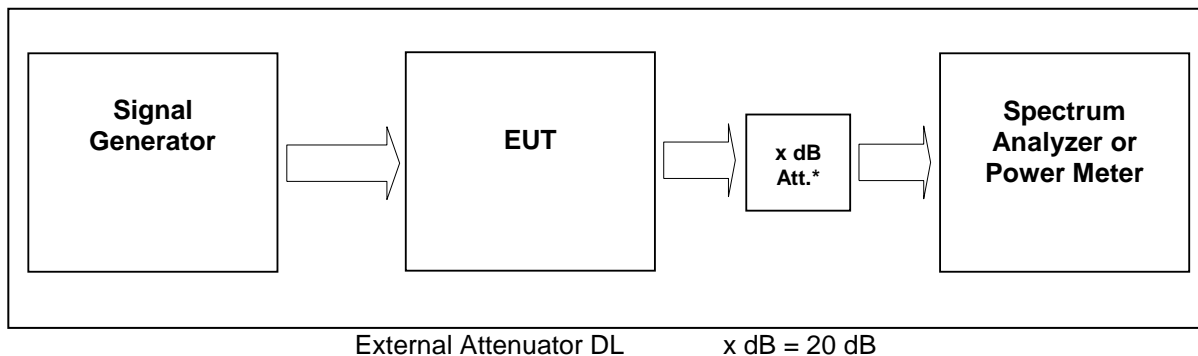 Signal
Generator
EUT
x dB
Att.*
Spectrum
Analyzer or
Power Meter
External Attenuator DL x dB = 20 dB